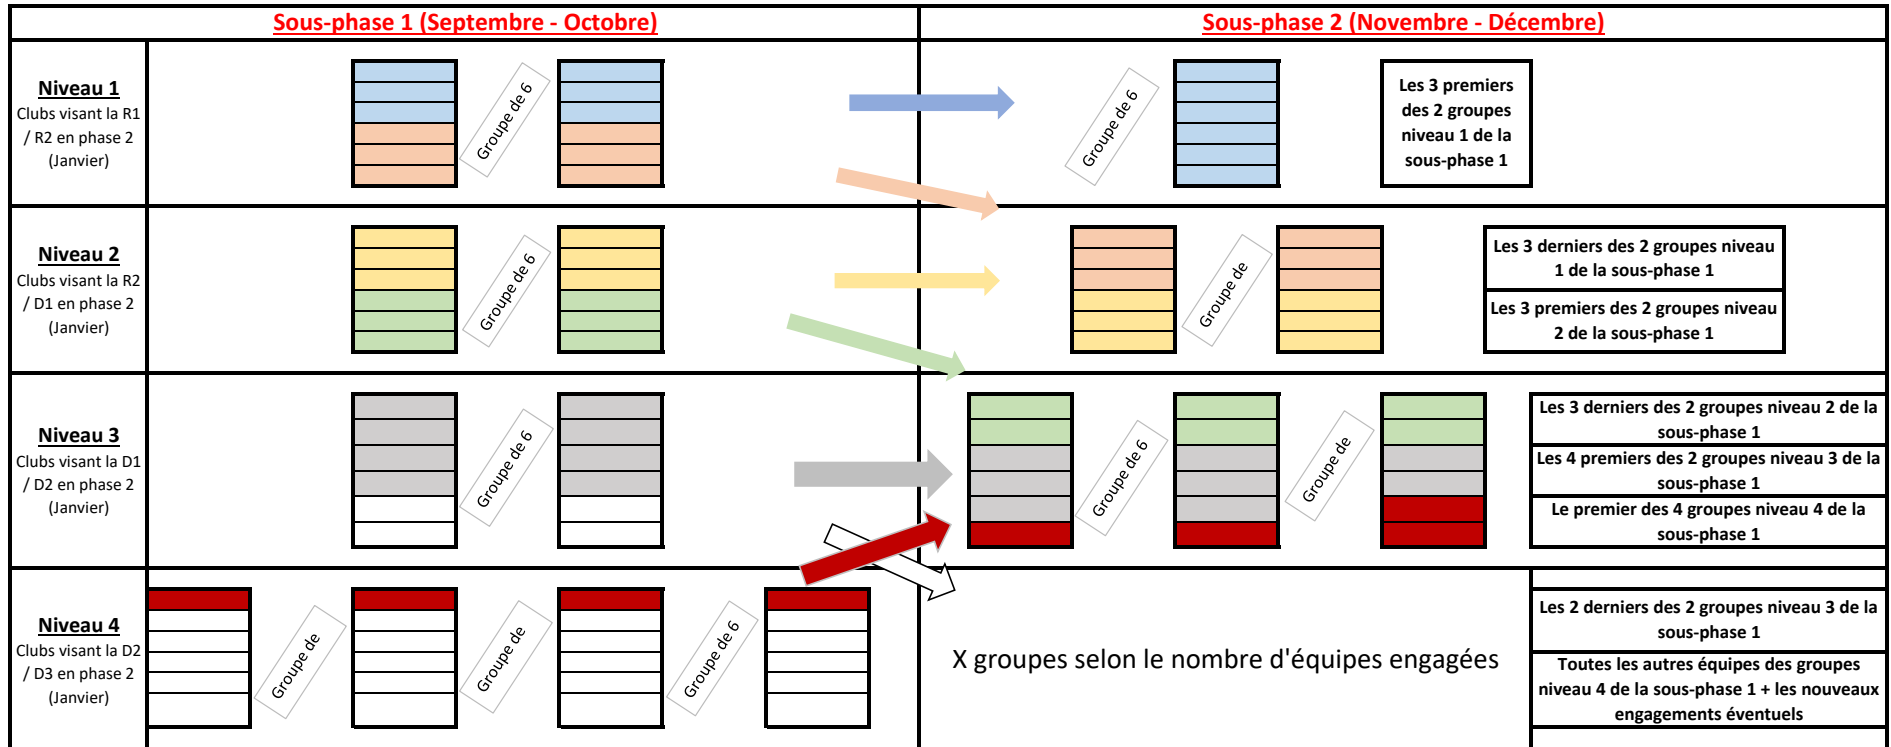 Sous-phase 1 (Septembre - Octobre)
Sous-phase 2 (Novembre - Décembre)
Niveau 1
Clubs visant la R1
/ R2 en phase 2
(Janvier)
Groupe de 6
Groupe de 6
Les 3 premiers
des 2 groupes
niveau 1 de la
sous-phase 1
Niveau 2
Clubs visant la R2
/ D1 en phase 2
(Janvier)
Groupe de 6
Groupe de
Les 3 derniers des 2 groupes niveau
1 de la sous-phase 1
Les 3 premiers des 2 groupes niveau
2 de la sous-phase 1
Niveau 3
Clubs visant la D1
/ D2 en phase 2
(Janvier)
Groupe de 6
Groupe de 6
Groupe de
Les 3 derniers des 2 groupes niveau 2 de la
sous-phase 1
Les 4 premiers des 2 groupes niveau 3 de la
sous-phase 1
Le premier des 4 groupes niveau 4 de la
sous-phase 1
Niveau 4
Clubs visant la D2
/ D3 en phase 2
(Janvier)
Groupe de
Groupe de
Groupe de 6
X groupes selon le nombre d'équipes engagées
Les 2 derniers des 2 groupes niveau 3 de la
sous-phase 1
Toutes les autres équipes des groupes
niveau 4 de la sous-phase 1 + les nouveaux
engagements éventuels